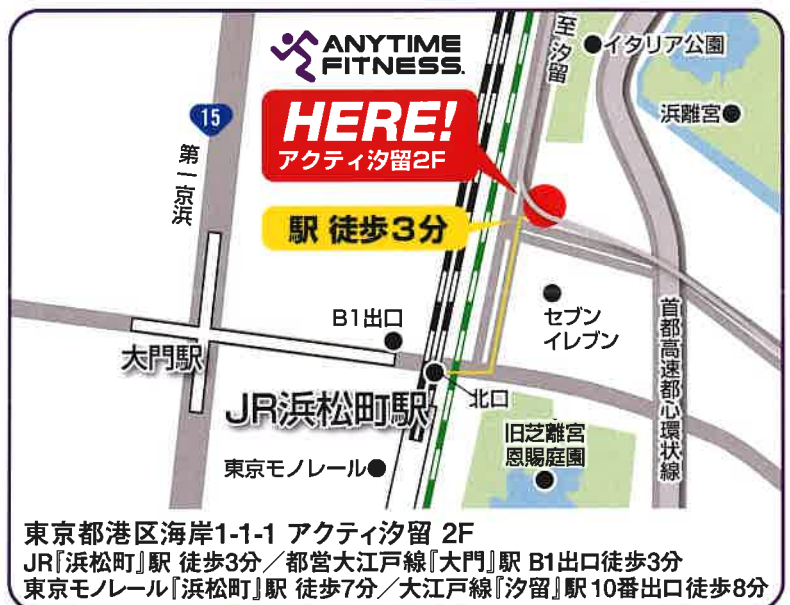 ANYTIME
FITNESS.
HERE!
アクティ汐留2F
駅 徒歩3分
15
第一京浜
至汐留
イタリア公園
浜離宮
B1出口
セブン
イレブン
大門駅
JR浜松町駅
北口
首都高速都心環状線
旧芝離宮
恩賜庭園
東京モノレール
東京都港区海岸1-1-1 アクティ汐留 2F
JR『浜松町』駅 徒歩3分／都営大江戸線『大門』駅 B1出口徒歩3分
東京モノレール『浜松町』駅 徒歩7分／大江戸線『汐留』駅10番出口徒歩8分